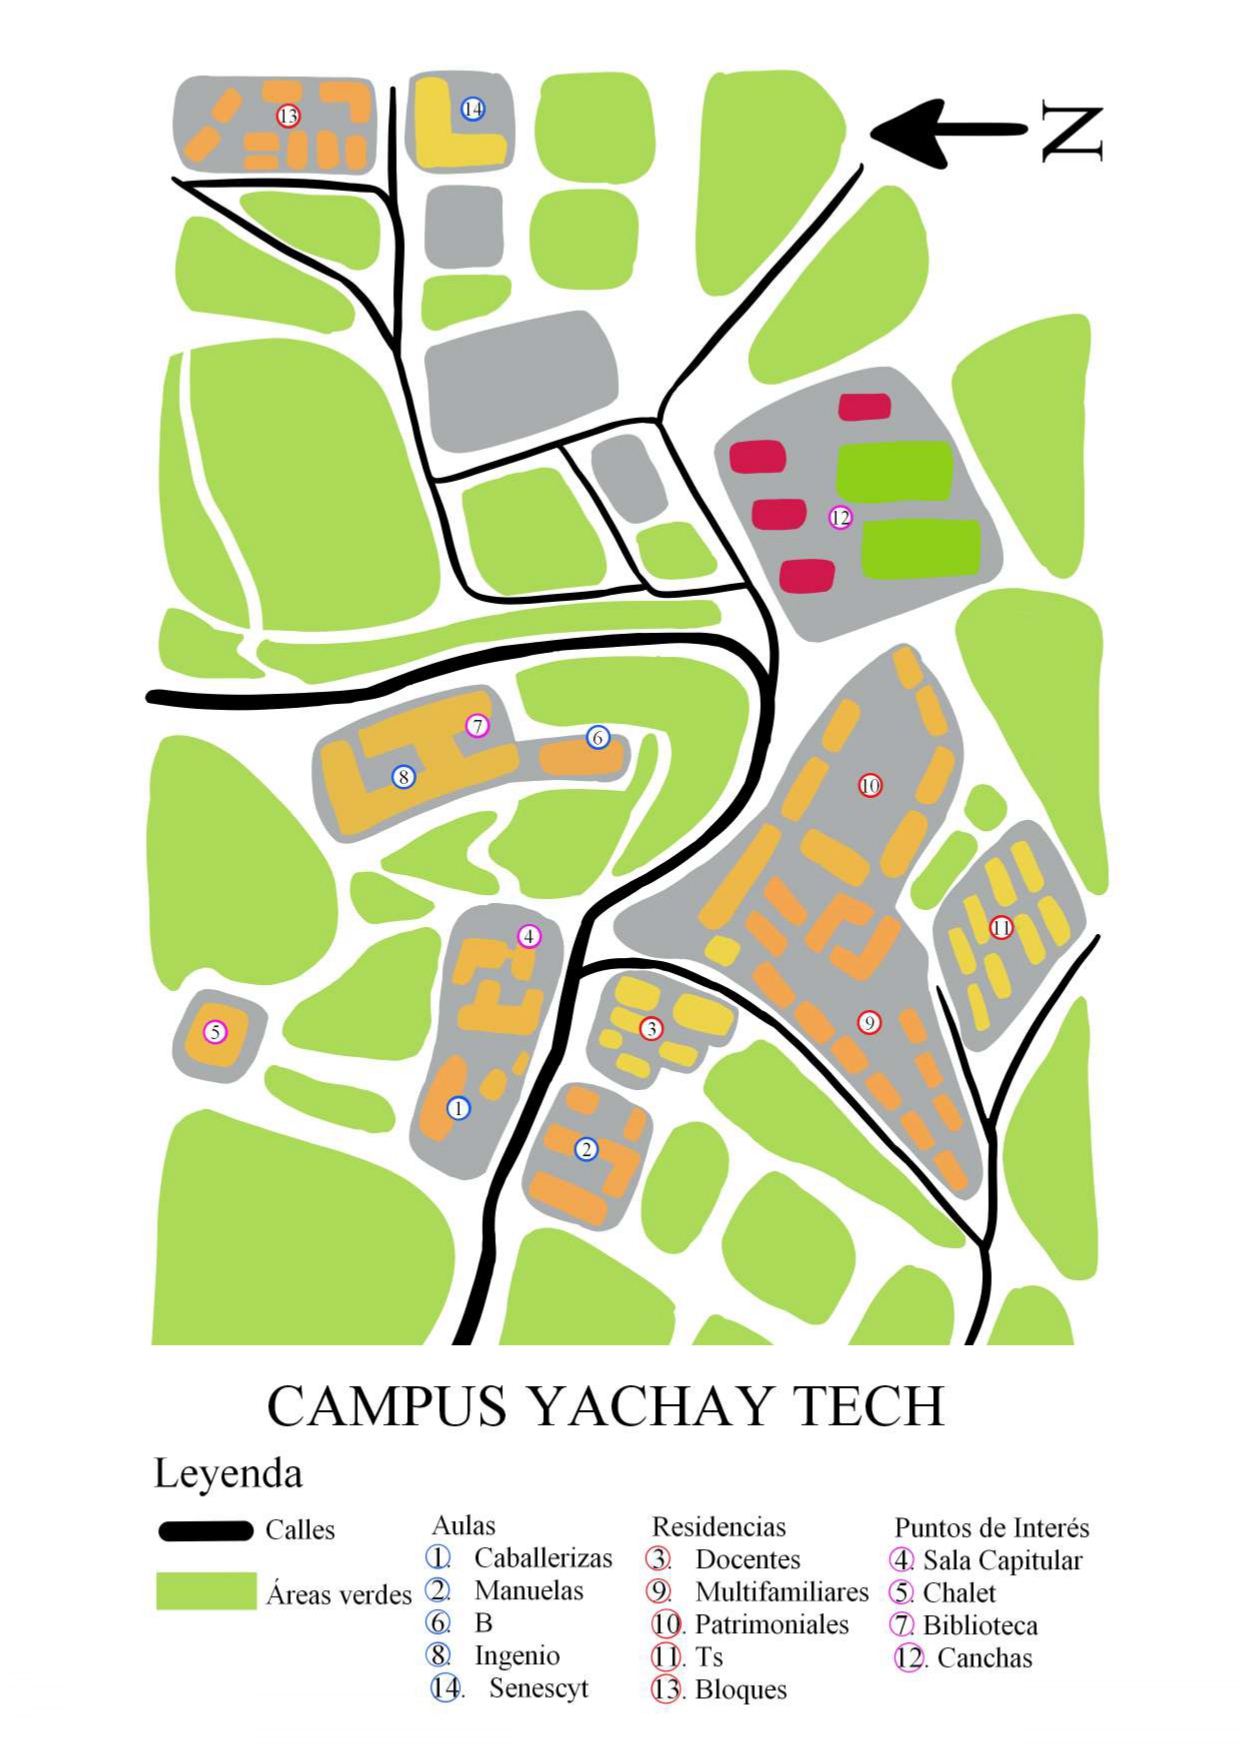 13
14
N
12
7
6
8
10
4
11
5
3
9
1
2
CAMPUS YACHAY TECH
Leyenda
Calles
Áreas verdes
Aulas
1. Caballerizas
2. Manuelas
6. B
8. Ingenio
14. Senescyt
Residencias
3. Docentes
9. Multifamiliares
10. Patrimoniales
11. Ts
13. Bloques
Puntos de Interés
4. Sala Capitular
5. Chalet
7. Biblioteca
12. Canchas